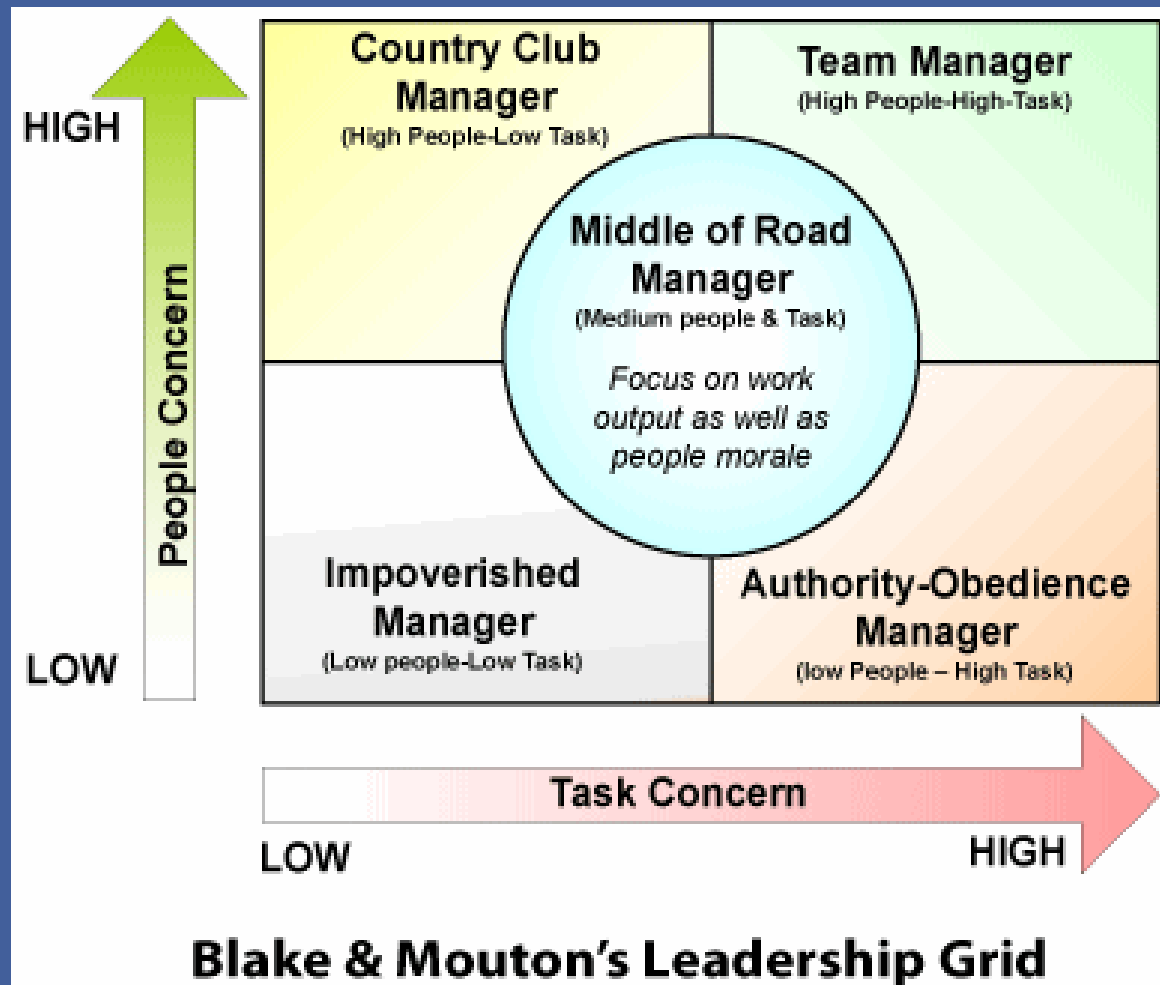 Country Club
Manager
(High People-Low Task)
Team Manager
(High People-High-Task)
HIGH
Middle of Road
Manager
(Medium people & Task)
Focus on work
output as well as
people morale
People Concern
Impoverished
Manager
(Low people-Low Task)
Authority-Obedience
Manager
(low People – High Task)
LOW
Task Concern
LOW
HIGH
Blake & Mouton's Leadership Grid